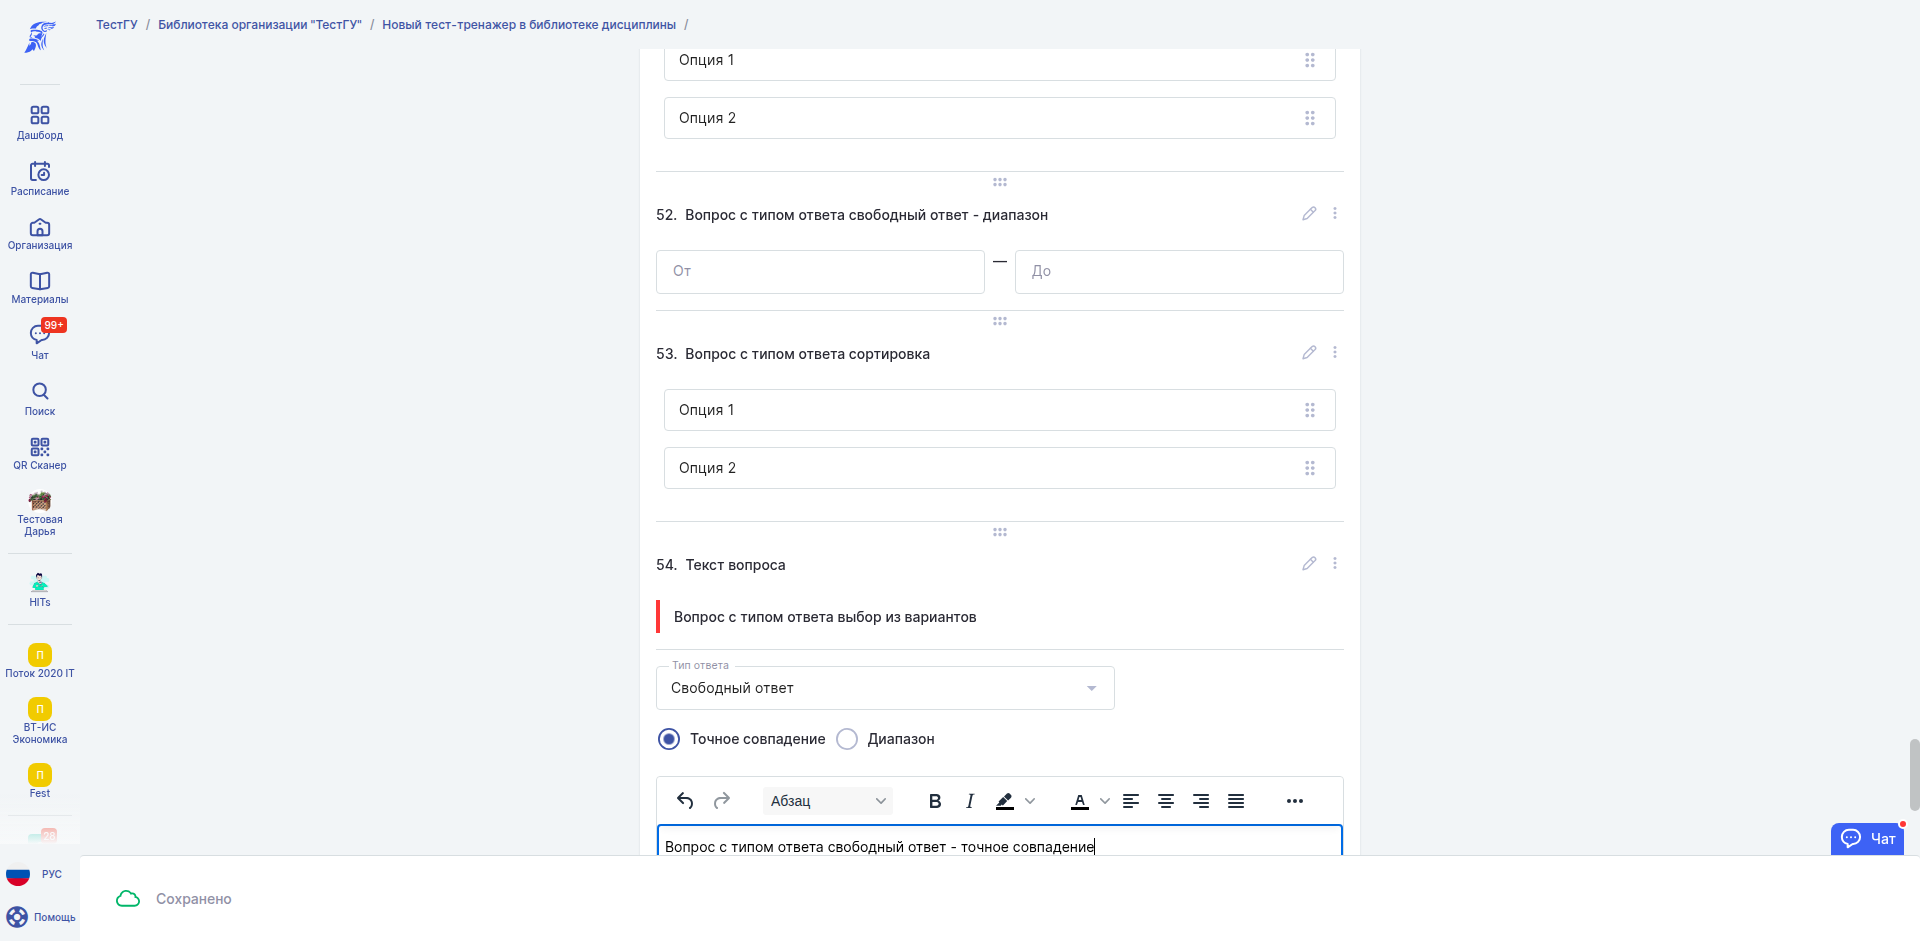 ТестГУ / Библиотека организации "ТестГУ" / Новый тест-тренажер в библиотеке дисциплины /
Дашборд
Расписание
Организация
Материалы
99+
Чат
Поиск
QR Сканер
Тестовая
Дарья
HITs
П
Поток 2020 IT
П
ВТ-ИС
Экономика
П
Fest
28
РУС
Помощь
Опция 1
Опция 2
52. Вопрос с типом ответа свободный ответ - диапазон
От — До
53. Вопрос с типом ответа сортировка
Опция 1
Опция 2
54. Текст вопроса
Вопрос с типом ответа выбор из вариантов
Тип ответа
Свободный ответ
Точное совпадение Диапазон
Абзац B I A
Вопрос с типом ответа свободный ответ - точное совпадение
Чат
Сохранено